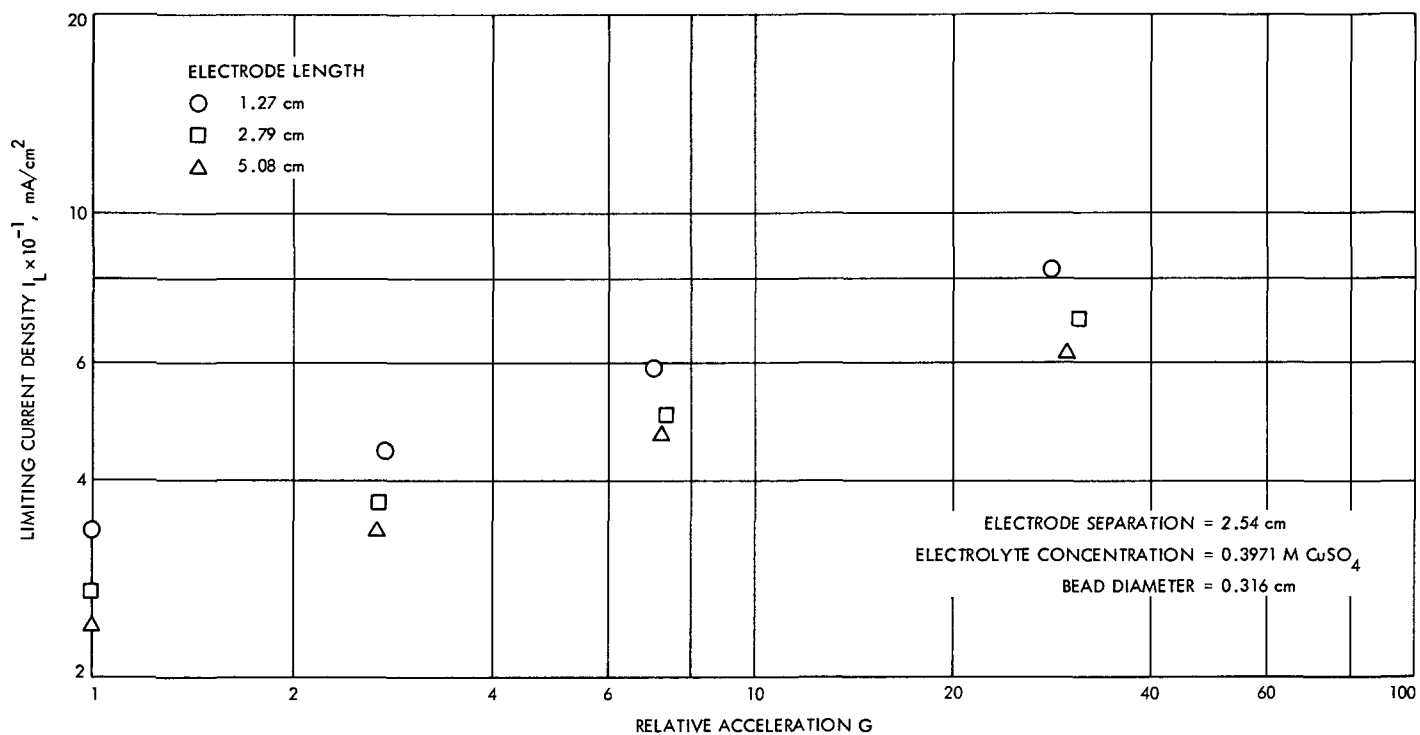 20
10
6
4
2
LIMITING CURRENT DENSITY I_L × 10^-1, mA/cm^2
ELECTRODE LENGTH
○ 1.27 cm
□ 2.79 cm
△ 5.08 cm
ELECTRODE SEPARATION = 2.54 cm
ELECTROLYTE CONCENTRATION = 0.3971 M CuSO4
BEAD DIAMETER = 0.316 cm
1 2 4 6 10 20 40 60 100
RELATIVE ACCELERATION G